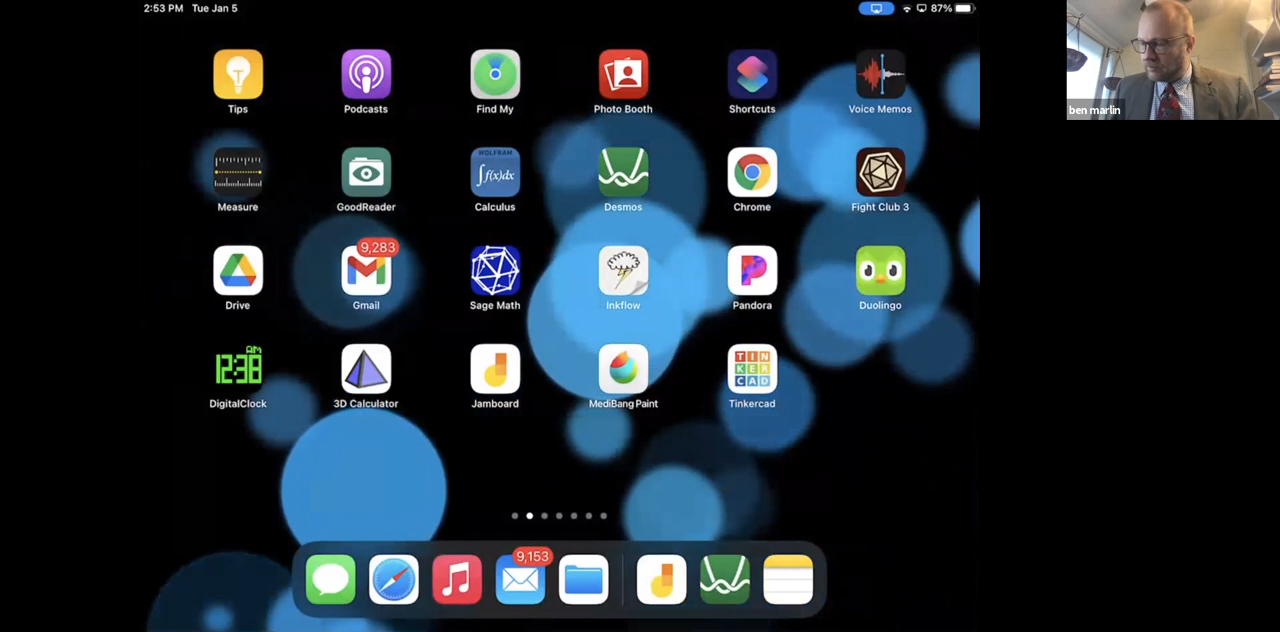 2:53 PM Tue Jan 5
87%
Tips
Podcasts
Find My
Photo Booth
Shortcuts
Voice Memos
ben marlin
WOLFRAM
∫f(x)dx
Measure
GoodReader
Calculus
Desmos
Chrome
Fight Club 3
9,283
Drive
Gmail
Sage Math
Inkflow
Pandora
Duolingo
AM
12:38
TIN
KER
CAD
DigitalClock
3D Calculator
Jamboard
MediBang Paint
Tinkercad
9,153